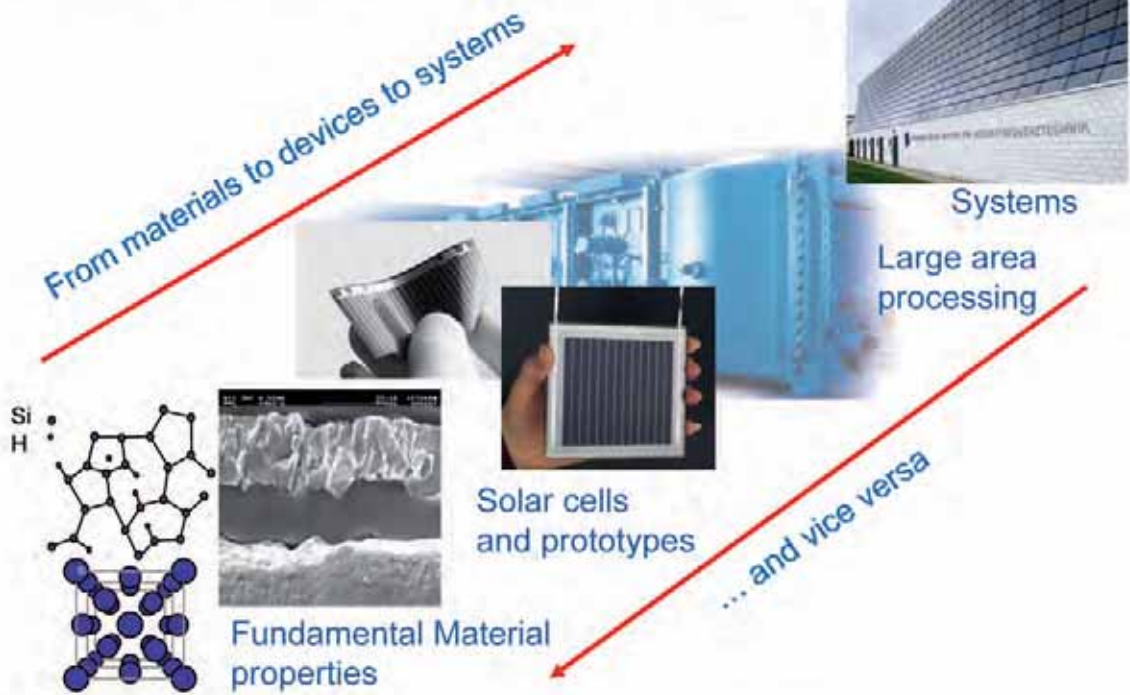 From materials to devices to systems
Systems
Large area
processing
Si
H
Solar cells
and prototypes
... and vice versa
Fundamental Material
properties